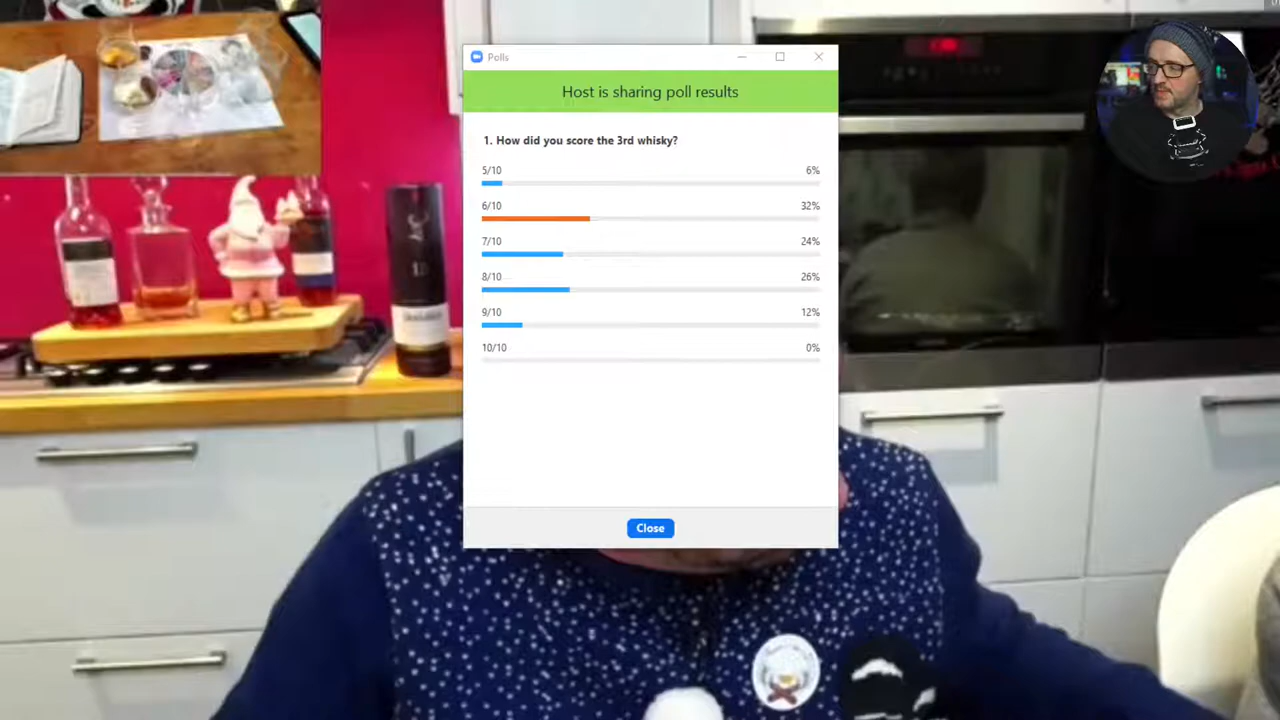 Polls
Host is sharing poll results
1. How did you score the 3rd whisky?
5/10 6%
6/10 32%
7/10 24%
8/10 26%
9/10 12%
10/10 0%
Close